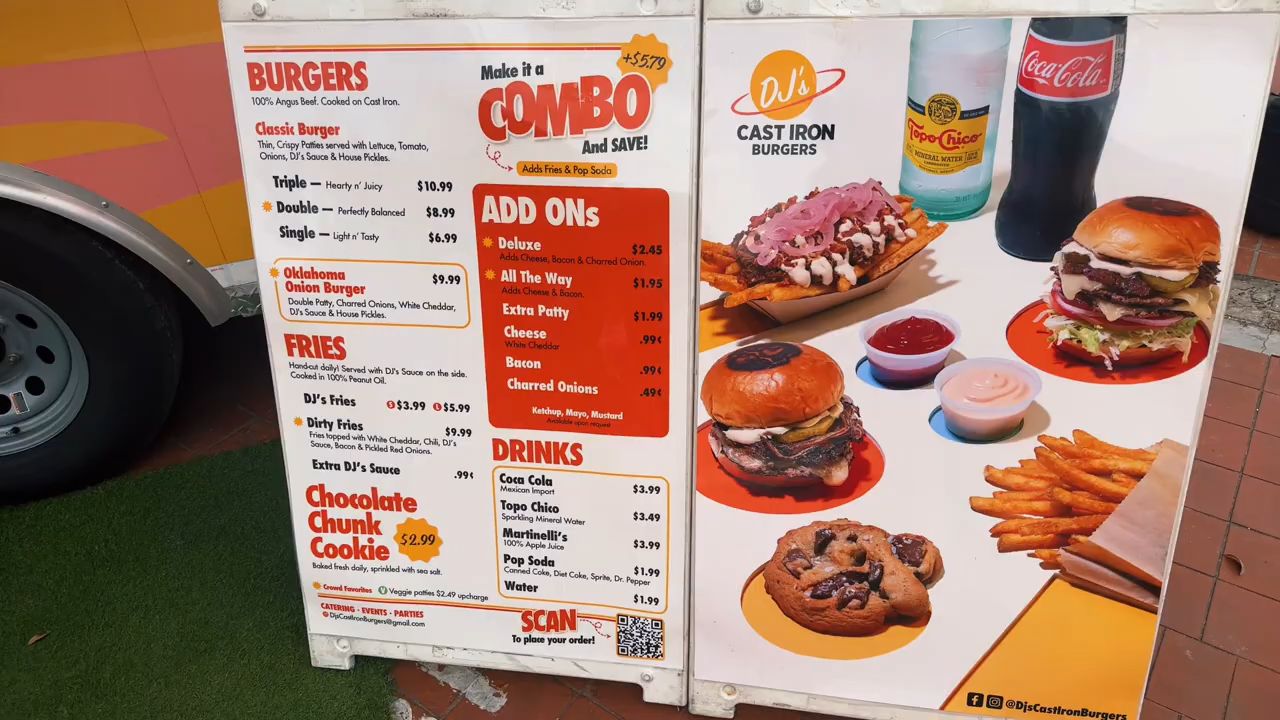 BURGERS
100% Angus Beef. Cooked on Cast Iron.
Classic Burger
Thin, Crispy Patties served with Lettuce, Tomato,
Onions, DJ's Sauce & House Pickles.
Triple — Hearty n' Juicy $10.99
Double — Perfectly Balanced $8.99
Single — Light n' Tasty $6.99
Oklahoma
Onion Burger $9.99
Double Patty, Charred Onions, White Cheddar,
DJ's Sauce & House Pickles.
FRIES
Hand-cut daily! Served with DJ's Sauce on the side.
Cooked in 100% Peanut Oil.
DJ's Fries S $3.99 L $5.99
Dirty Fries $9.99
Fries topped with White Cheddar, Chili, DJ's
Sauce, Bacon & Pickled Red Onions.
Extra DJ's Sauce .99¢
Chocolate
Chunk
Cookie $2.99
Baked fresh daily, sprinkled with sea salt.
Crowd Favorites V Veggie patties $2.49 upcharge
CATERING · EVENTS · PARTIES
DjsCastIronBurgers@gmail.com
Make it a
+$5.79
COMBO
And SAVE!
Adds Fries & Pop Soda
ADD ONs
Deluxe $2.45
Adds Cheese, Bacon & Charred Onion.
All The Way $1.95
Adds Cheese & Bacon.
Extra Patty $1.99
Cheese .99¢
White Cheddar
Bacon .99¢
Charred Onions .49¢
Ketchup, Mayo, Mustard
Available upon request
DRINKS
Coca Cola $3.99
Mexican Import
Topo Chico $3.49
Sparkling Mineral Water
Martinelli's $3.99
100% Apple Juice
Pop Soda $1.99
Canned Coke, Diet Coke, Sprite, Dr. Pepper
Water $1.99
SCAN
To place your order!
DJ's
CAST IRON
BURGERS
Topo Chico
MINERAL WATER
Coca-Cola
@DjsCastIronBurgers